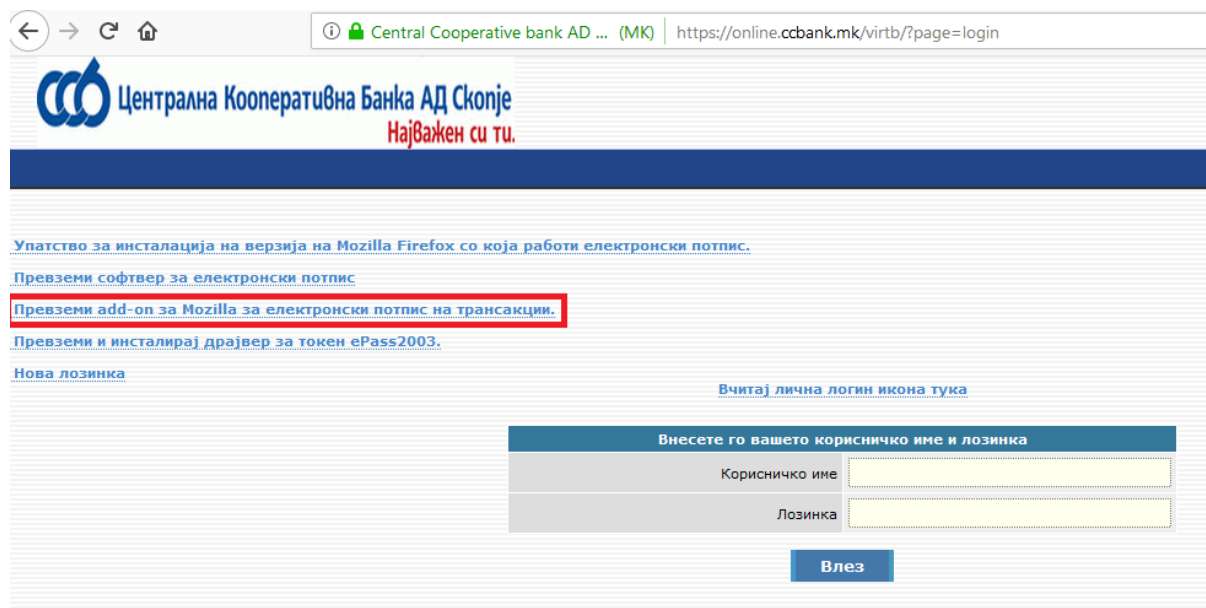 Central Cooperative bank AD ... (MK) https://online.ccbank.mk/virtb/?page=login
ССБ Централна Кооперативна Банка АД Скопје
Најважен си ти.
Упатство за инсталација на верзија на Mozilla Firefox со која работи електронски потпис.
Превземи софтвер за електронски потпис
Превземи add-on за Mozilla за електронски потпис на трансакции.
Превземи и инсталирај драјвер за токен ePass2003.
Нова лозинка
Вчитај лична логин икона тука
Внесете го вашето корисничко име и лозинка
Корисничко име
Лозинка
Влез